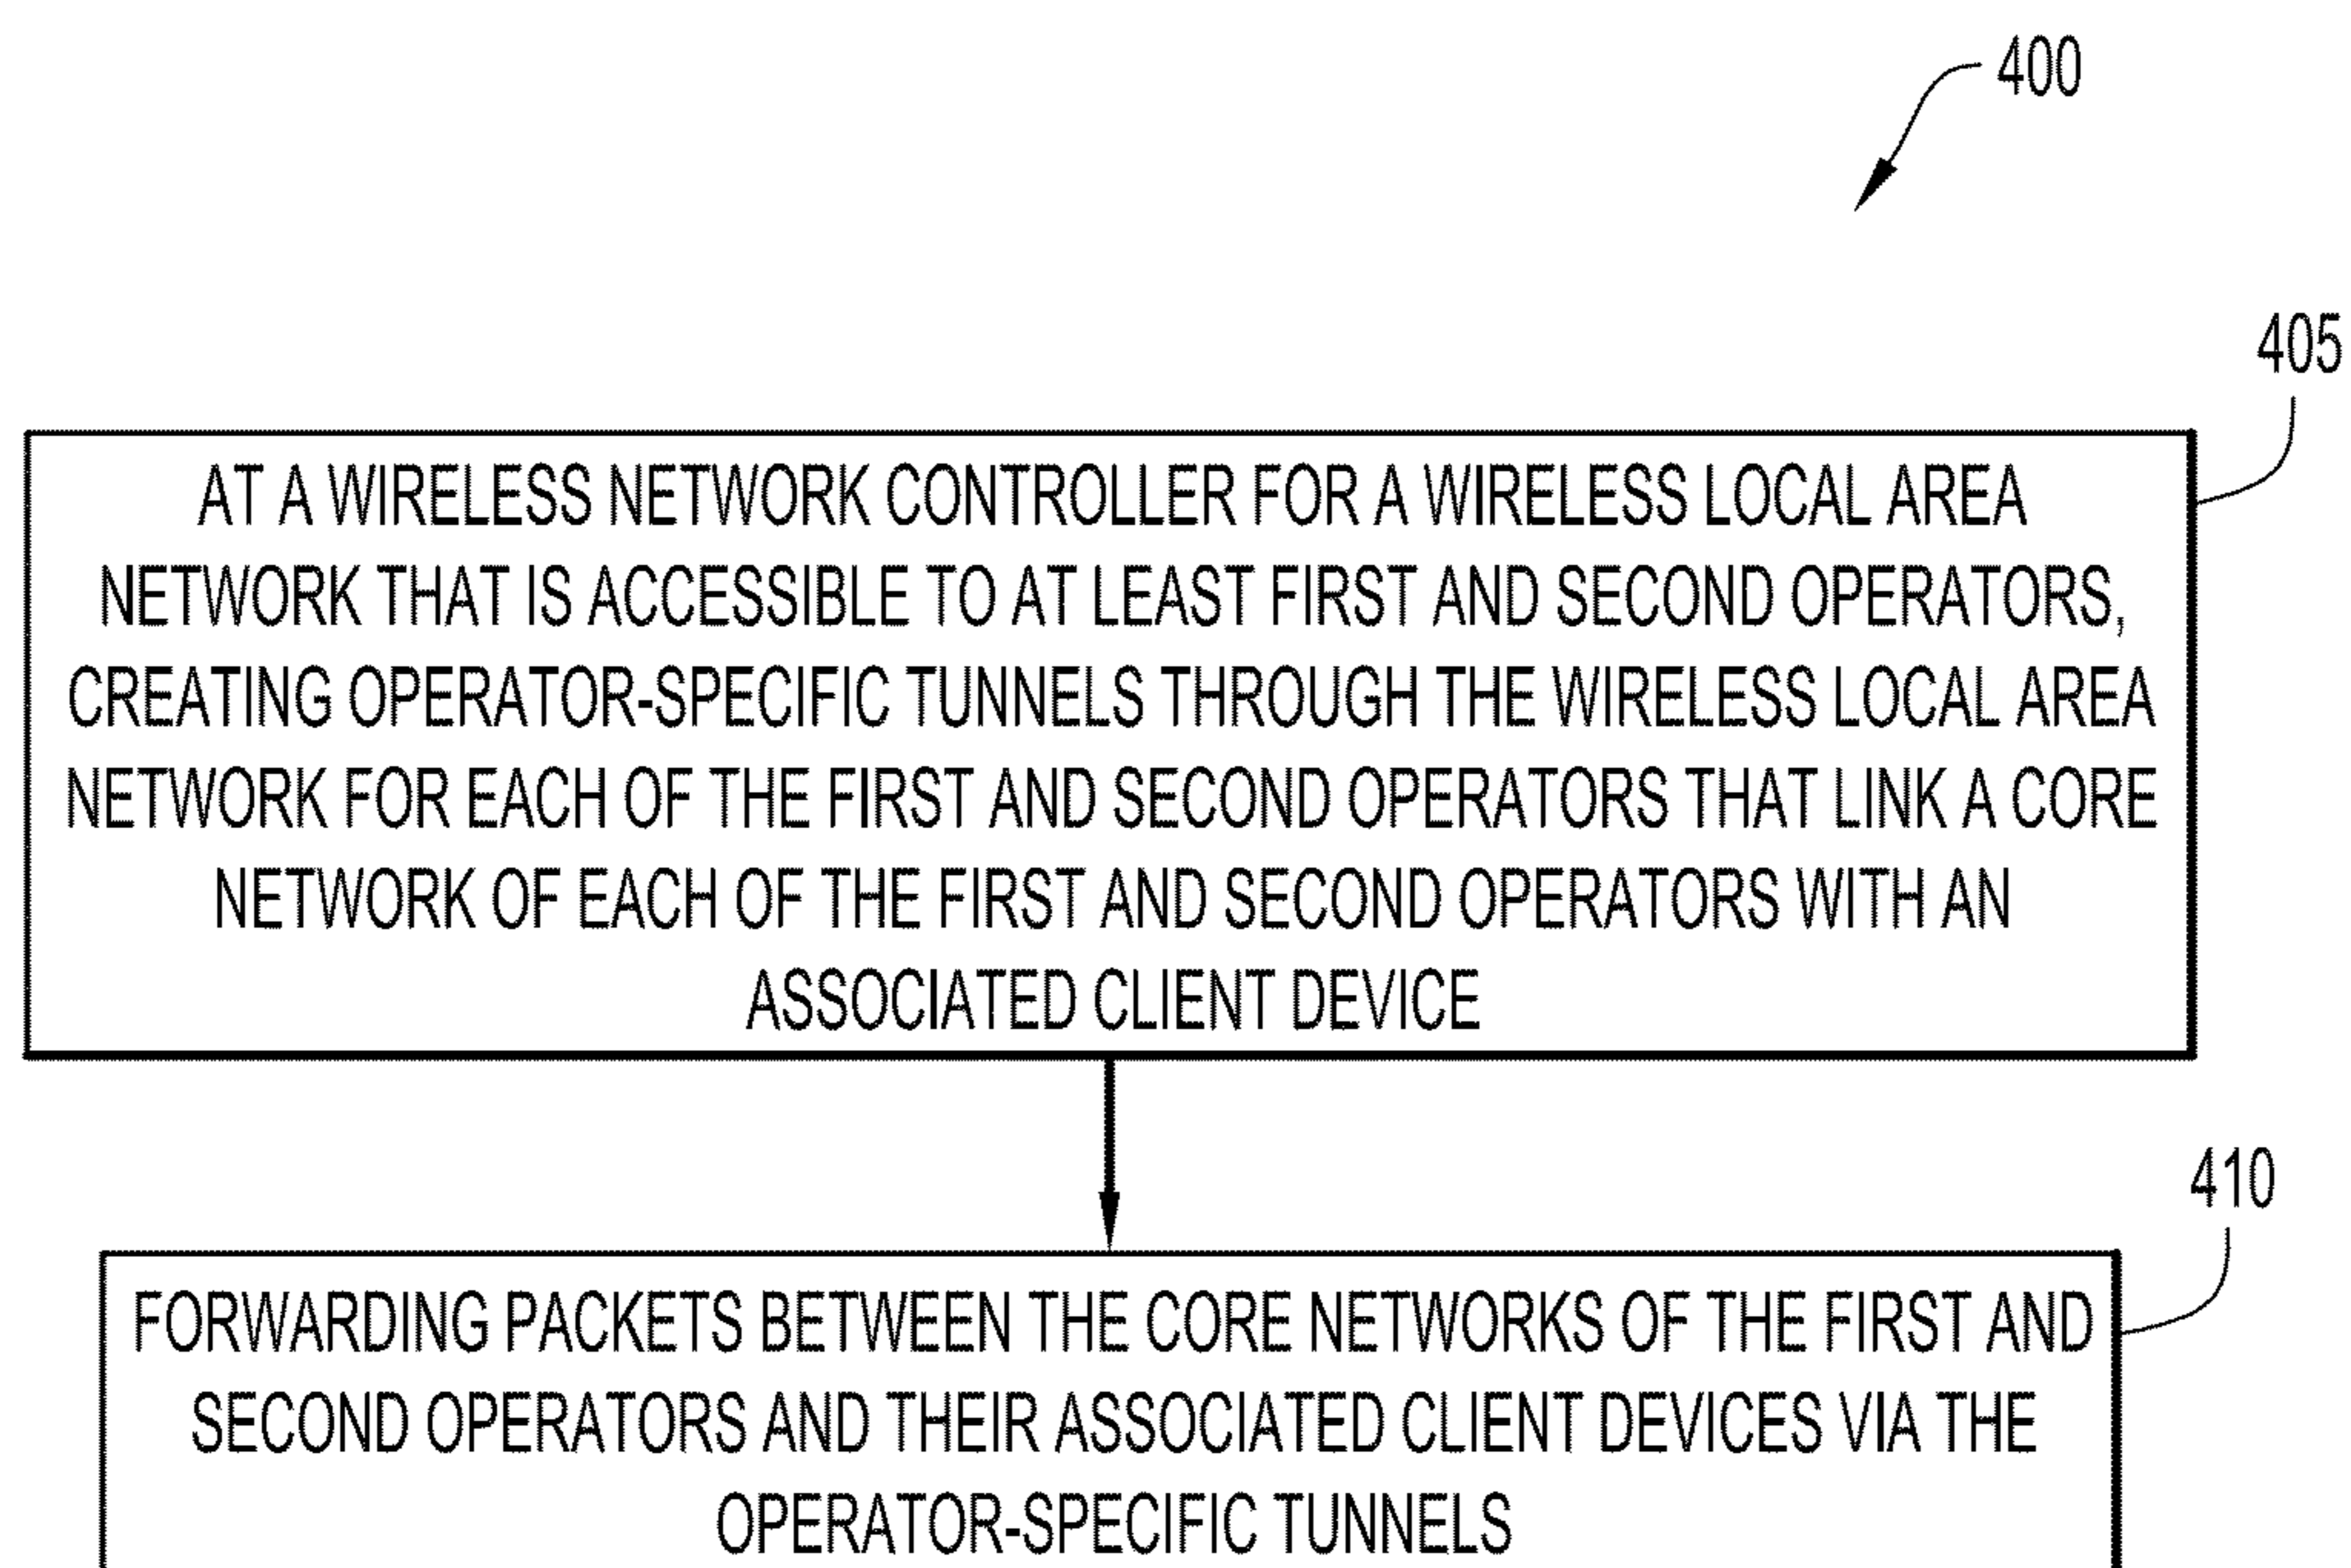 400
405
AT A WIRELESS NETWORK CONTROLLER FOR A WIRELESS LOCAL AREA
NETWORK THAT IS ACCESSIBLE TO AT LEAST FIRST AND SECOND OPERATORS,
CREATING OPERATOR-SPECIFIC TUNNELS THROUGH THE WIRELESS LOCAL AREA
NETWORK FOR EACH OF THE FIRST AND SECOND OPERATORS THAT LINK A CORE
NETWORK OF EACH OF THE FIRST AND SECOND OPERATORS WITH AN
ASSOCIATED CLIENT DEVICE
410
FORWARDING PACKETS BETWEEN THE CORE NETWORKS OF THE FIRST AND
SECOND OPERATORS AND THEIR ASSOCIATED CLIENT DEVICES VIA THE
OPERATOR-SPECIFIC TUNNELS